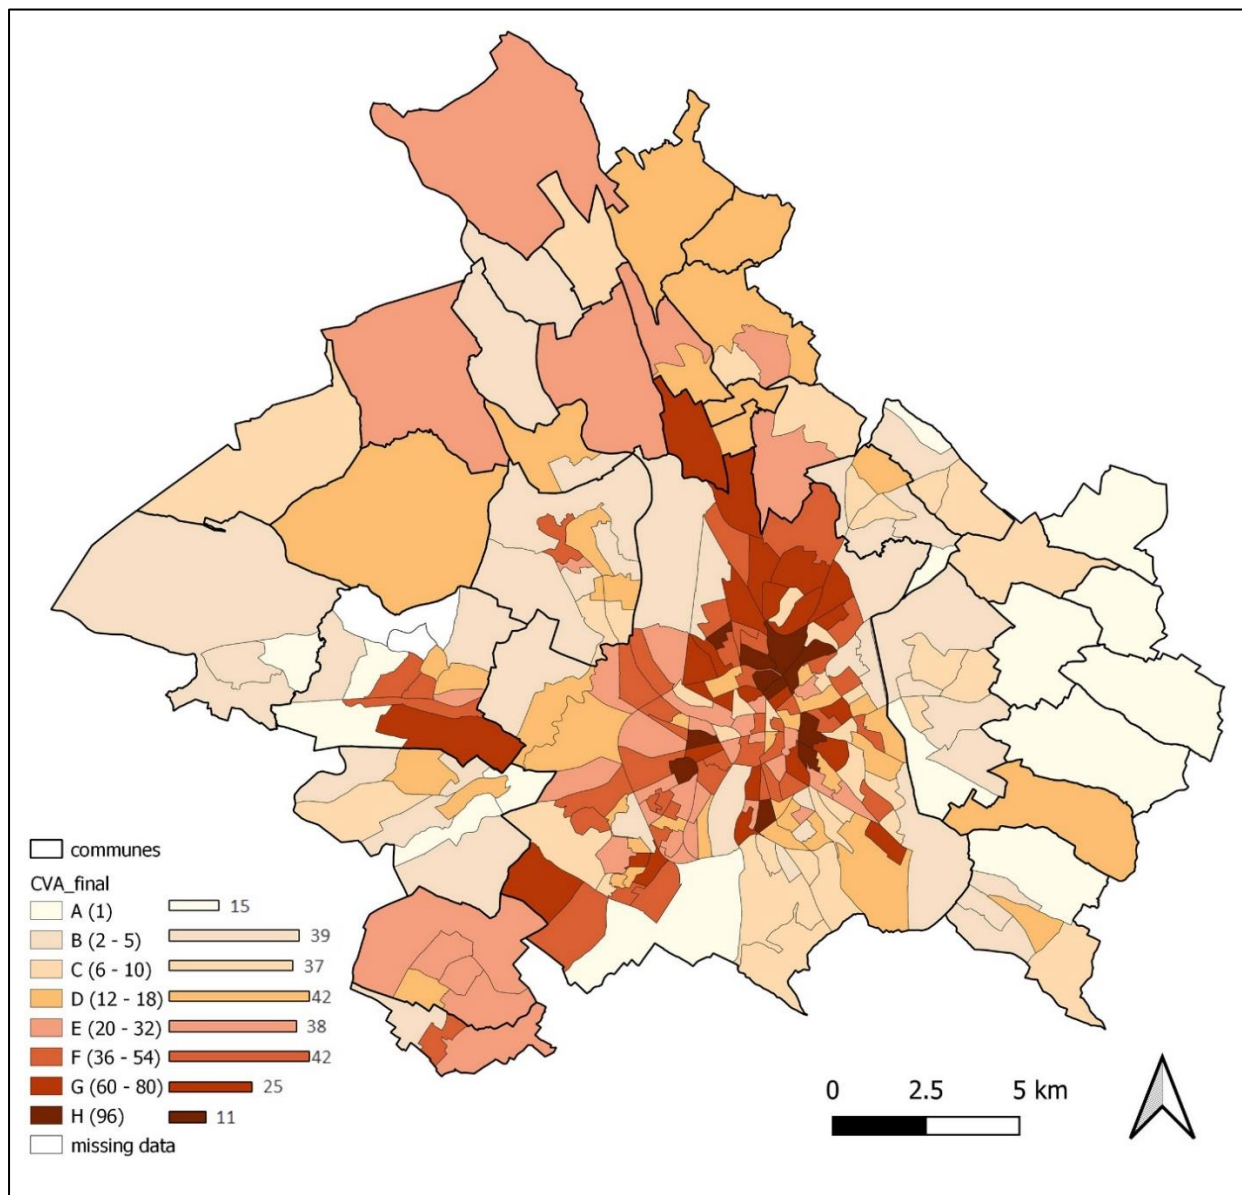 communes
CVA_final
A (1) 15
B (2 - 5) 39
C (6 - 10) 37
D (12 - 18) 42
E (20 - 32) 38
F (36 - 54) 42
G (60 - 80) 25
H (96) 11
missing data
0 2.5 5 km